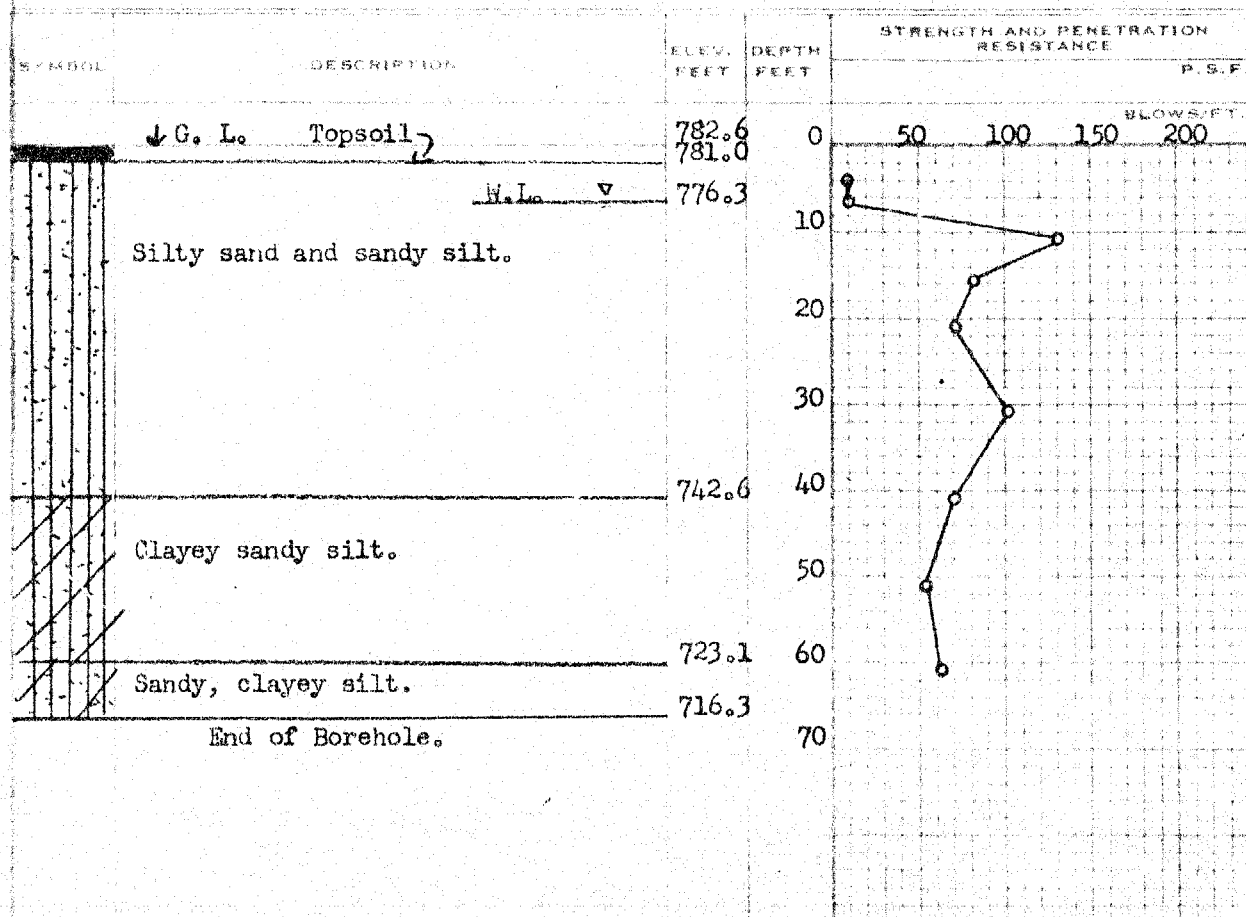 SYMBOL DESCRIPTION ELEV. FEET DEPTH FEET STRENGTH AND PENETRATION RESISTANCE
P.S.F.
BLOWS/FT.
↓ G. L. Topsoil 782.6 0 50 100 150 200
781.0
W.L. 776.3
10
Silty sand and sandy silt.
20
30
742.6 40
Clayey sandy silt.
50
723.1 60
Sandy, clayey silt.
716.3
End of Borehole. 70